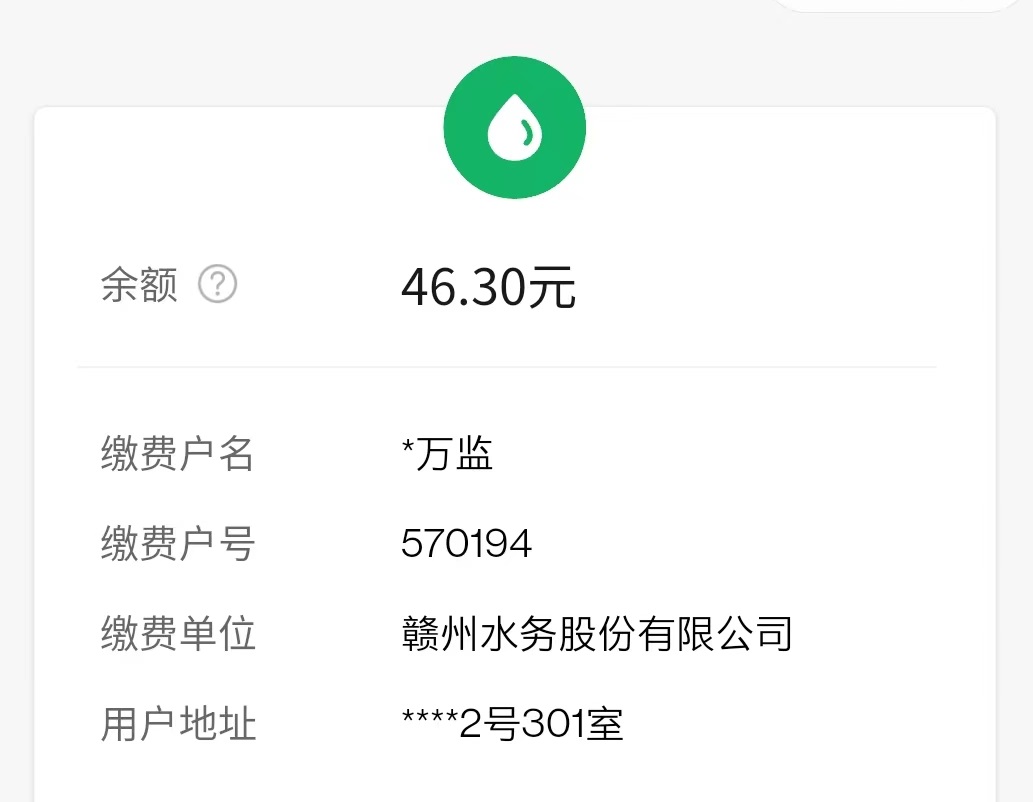 余额 ? 46.30元
缴费户名 *万监
缴费户号 570194
缴费单位 赣州水务股份有限公司
用户地址 ****2号301室